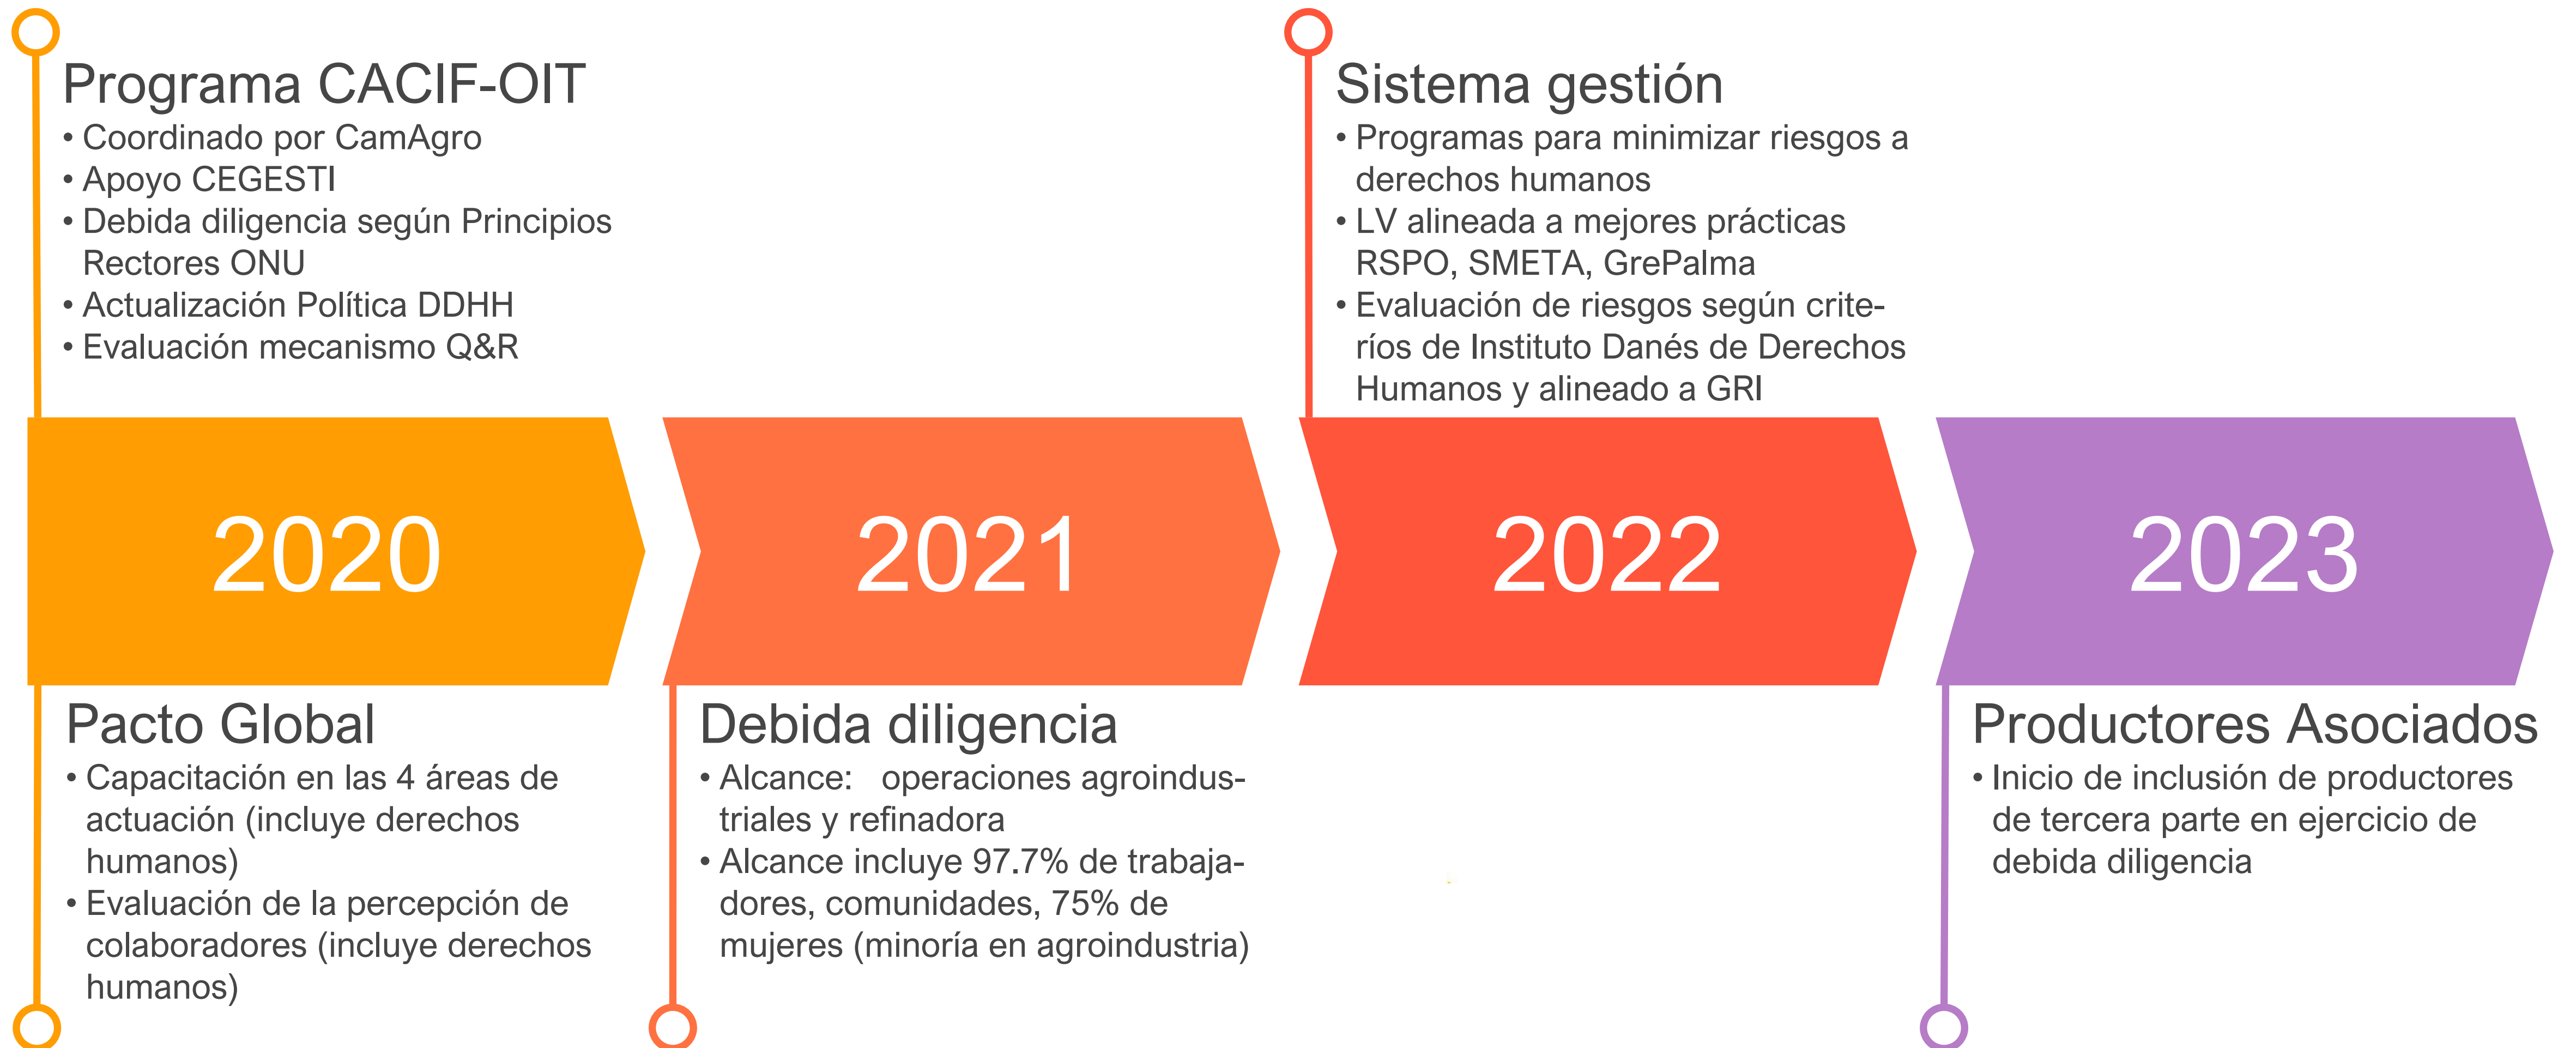 Programa CACIF-OIT
• Coordinado por CamAgro
• Apoyo CEGESTI
• Debida diligencia según Principios
Rectores ONU
• Actualización Política DDHH
• Evaluación mecanismo Q&R
Sistema gestión
• Programas para minimizar riesgos a
derechos humanos
• LV alineada a mejores prácticas
RSPO, SMETA, GrePalma
• Evaluación de riesgos según crite-
ríos de Instituto Danés de Derechos
Humanos y alineado a GRI
2020
2021
2022
2023
Pacto Global
• Capacitación en las 4 áreas de
actuación (incluye derechos
humanos)
• Evaluación de la percepción de
colaboradores (incluye derechos
humanos)
Debida diligencia
• Alcance: operaciones agroindus-
triales y refinadora
• Alcance incluye 97.7% de trabaja-
dores, comunidades, 75% de
mujeres (minoría en agroindustria)
Productores Asociados
• Inicio de inclusión de productores
de tercera parte en ejercicio de
debida diligencia